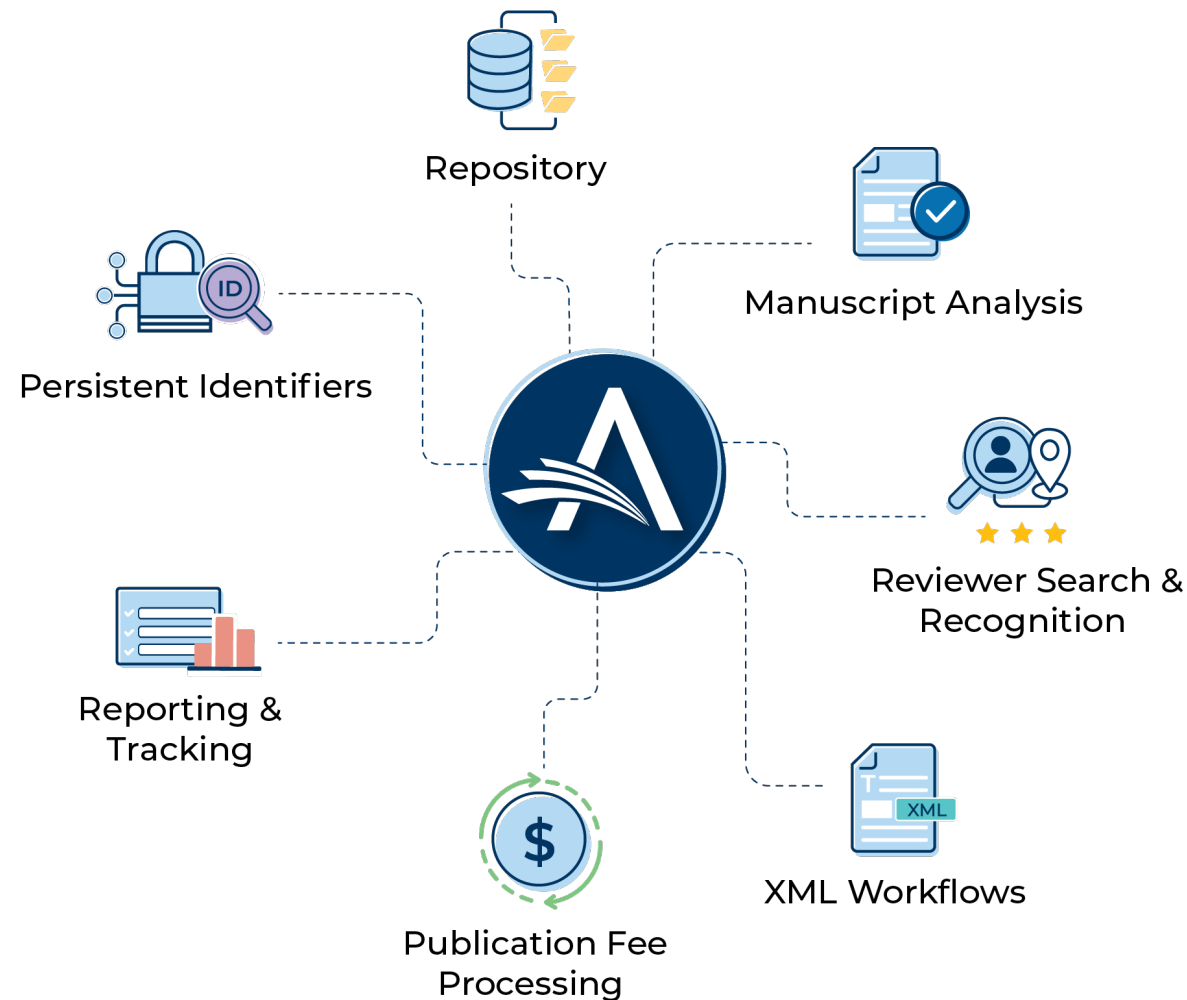 Repository
Manuscript Analysis
ID
Persistent Identifiers
A
Reviewer Search &
Recognition
Reporting &
Tracking
T
XML
XML Workflows
$
Publication Fee
Processing